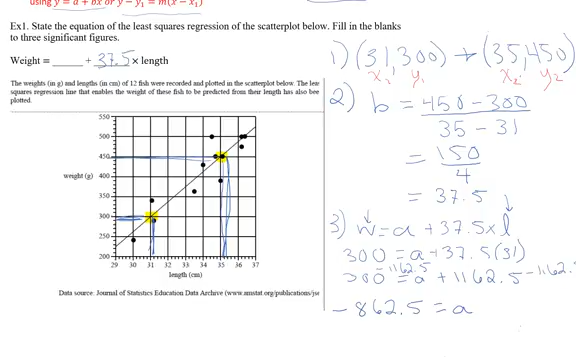 using y = a + bx or y − y₁ = m(x − x₁)
Ex1. State the equation of the least squares regression of the scatterplot below. Fill in the blanks
to three significant figures.
Weight = ______ + 37.5 × length
The weights (in g) and lengths (in cm) of 12 fish were recorded and plotted in the scatterplot below. The
squares regression line that enables the weight of these fish to be predicted from their length has also
plotted.
550
500
450
400
350
300
250
200
weight (g)
29 30 31 32 33 34 35 36 37
length (cm)
Data source: Journal of Statistics Education Data Archive (www.amstat.org/publications/jse
1) (31,300) + (35,450)
x₁ y₁ x₂ y₂
2) b = 450 − 300
35 − 31
= 150
4
= 37.5
3) w = a + 37.5 × l
300 = a + 37.5 (31)
−1162.5
300 = a + 1162.5 −1162.
− 862.5 = a